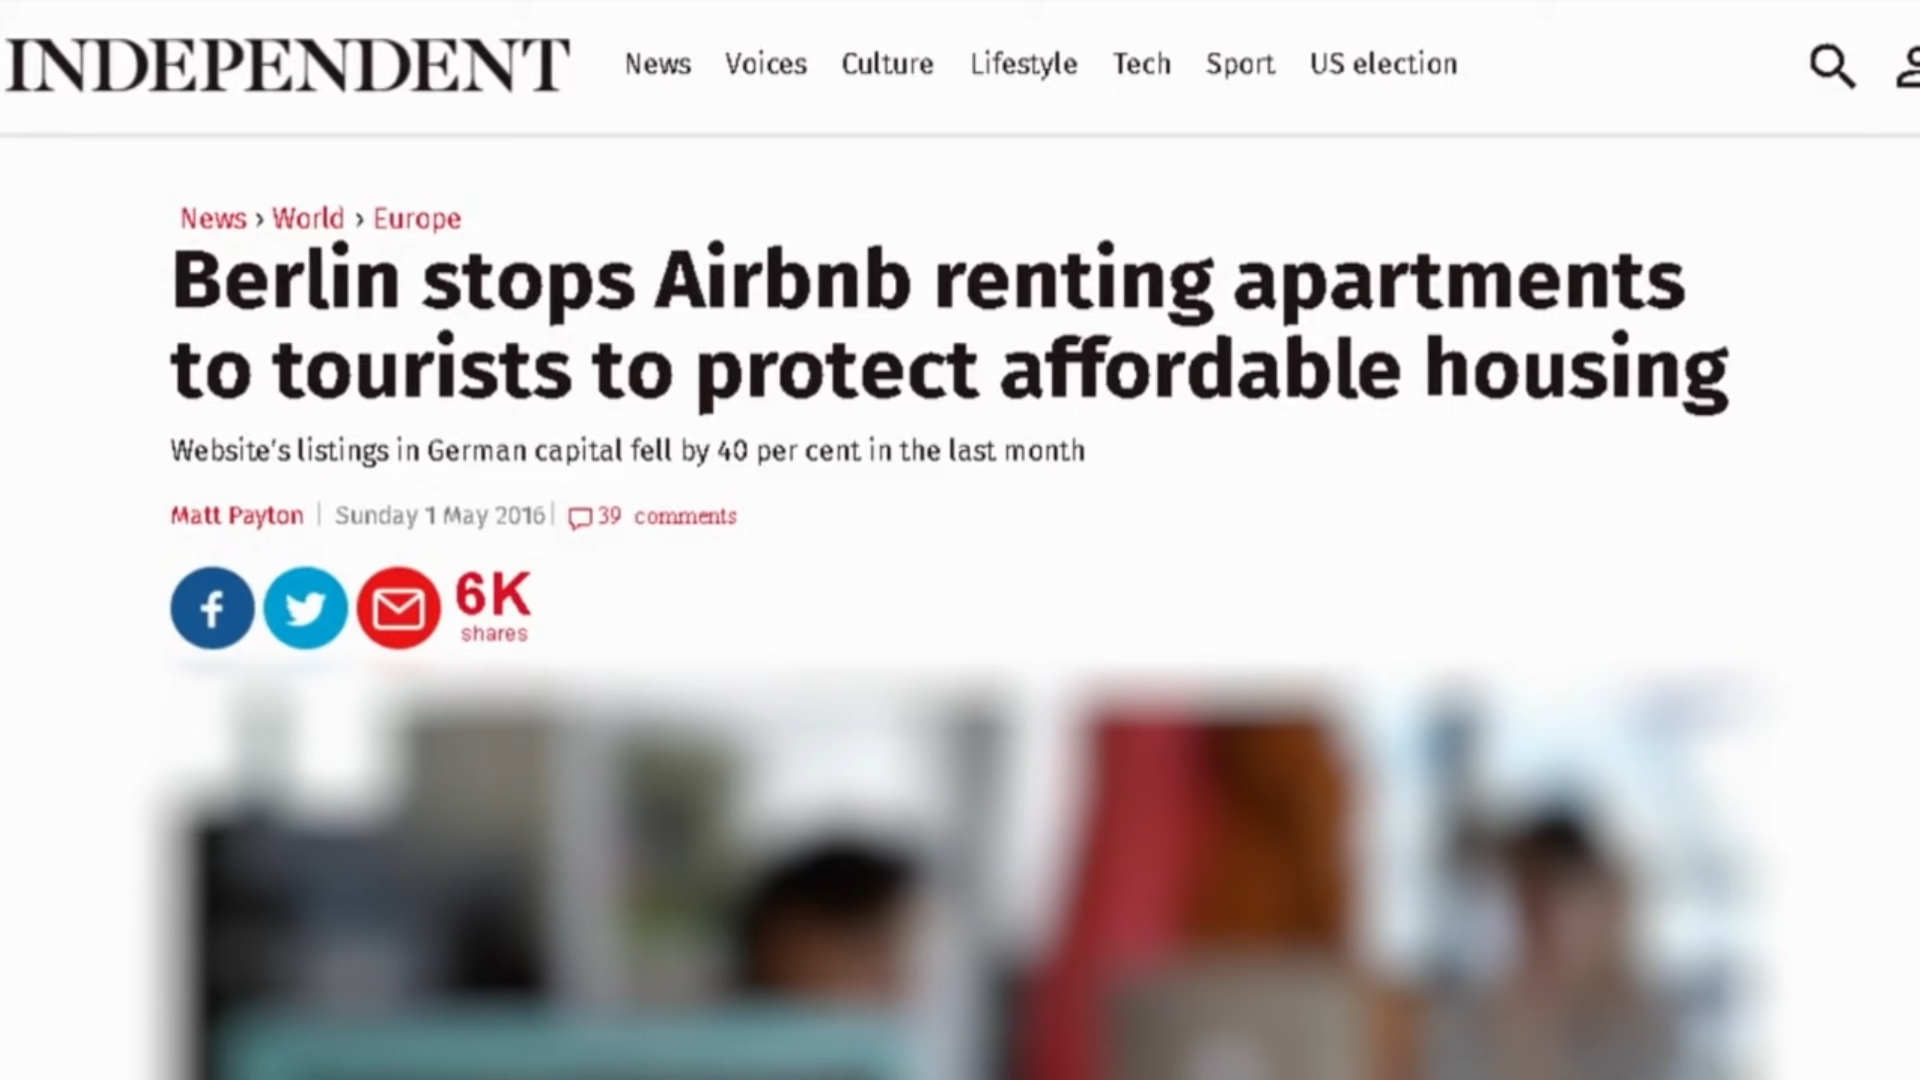 INDEPENDENT News Voices Culture Lifestyle Tech Sport US election
News › World › Europe
Berlin stops Airbnb renting apartments
to tourists to protect affordable housing
Website's listings in German capital fell by 40 per cent in the last month
Matt Payton | Sunday 1 May 2016 | 39 comments
6K
shares